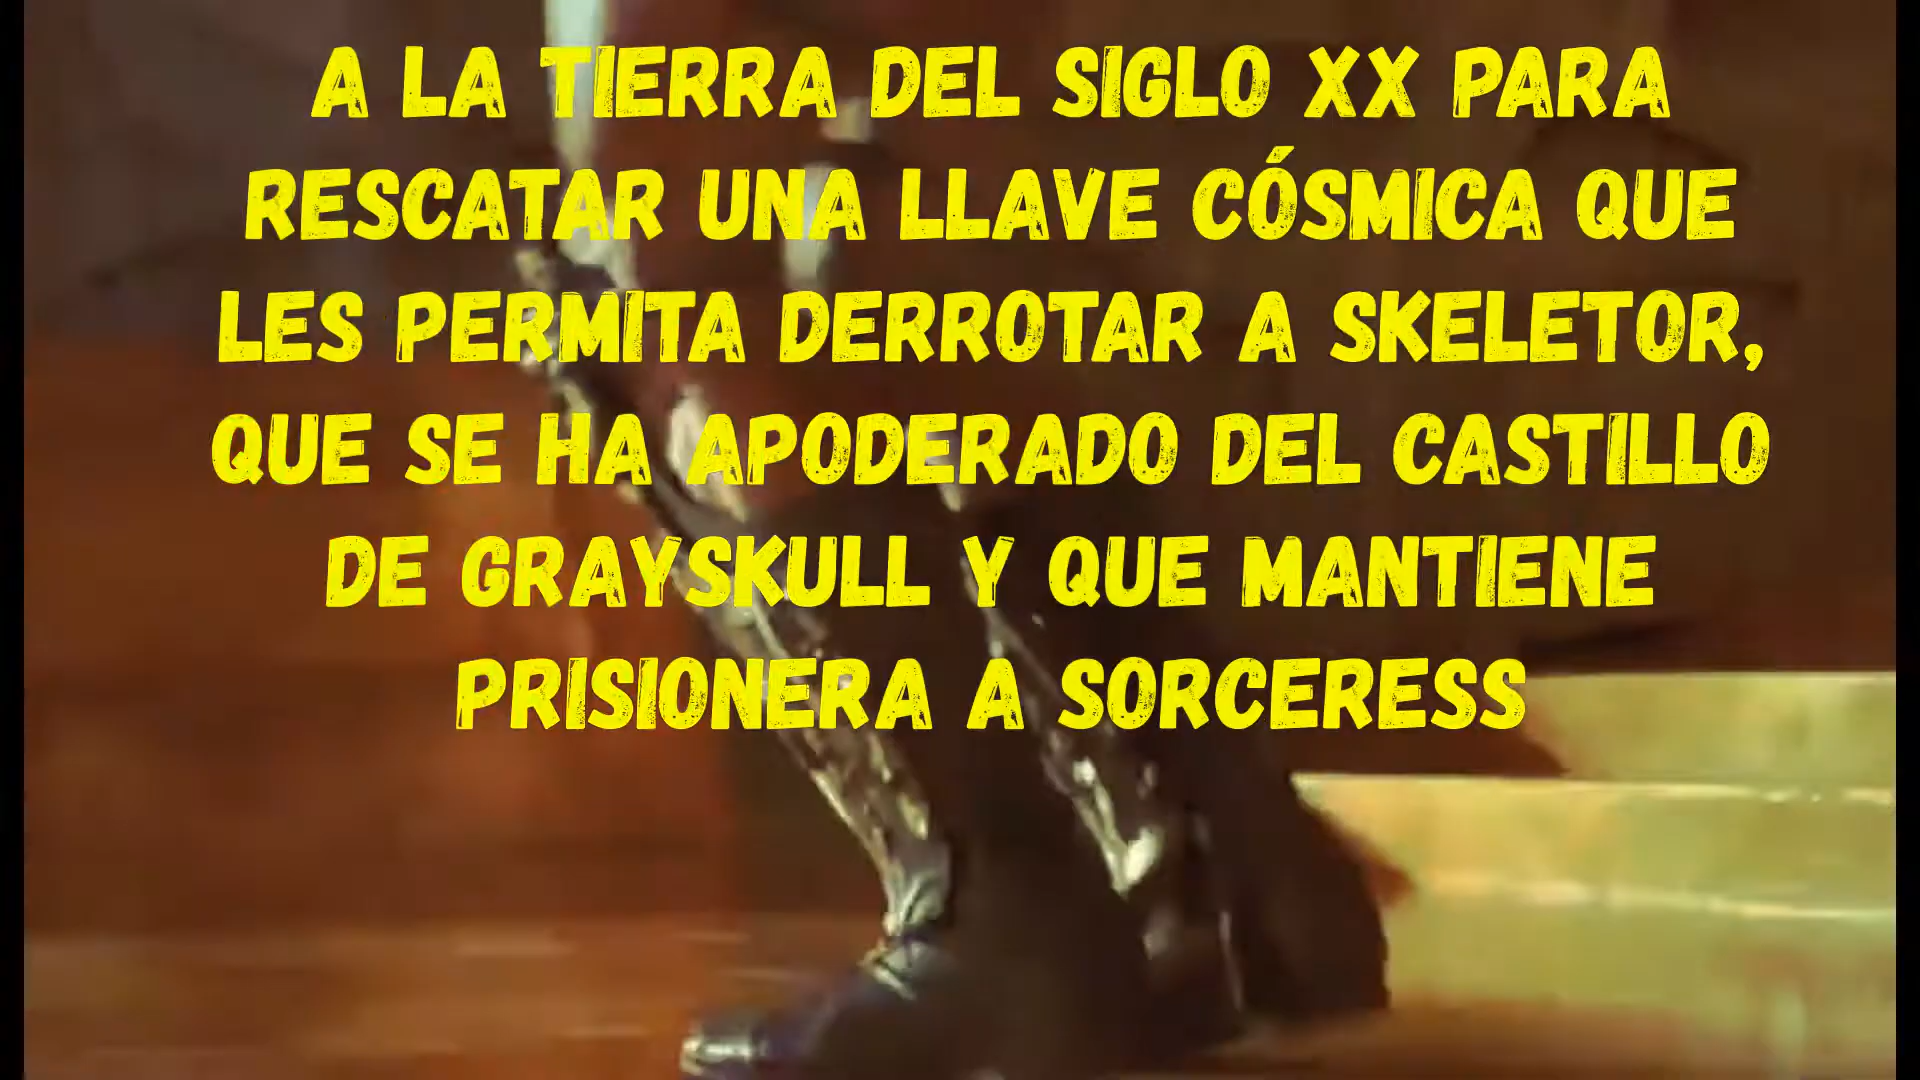 A LA TIERRA DEL SIGLO XX PARA
RESCATAR UNA LLAVE CÓSMICA QUE
LES PERMITA DERROTAR A SKELETOR,
QUE SE HA APODERADO DEL CASTILLO
DE GRAYSKULL Y QUE MANTIENE
PRISIONERA A SORCERESS